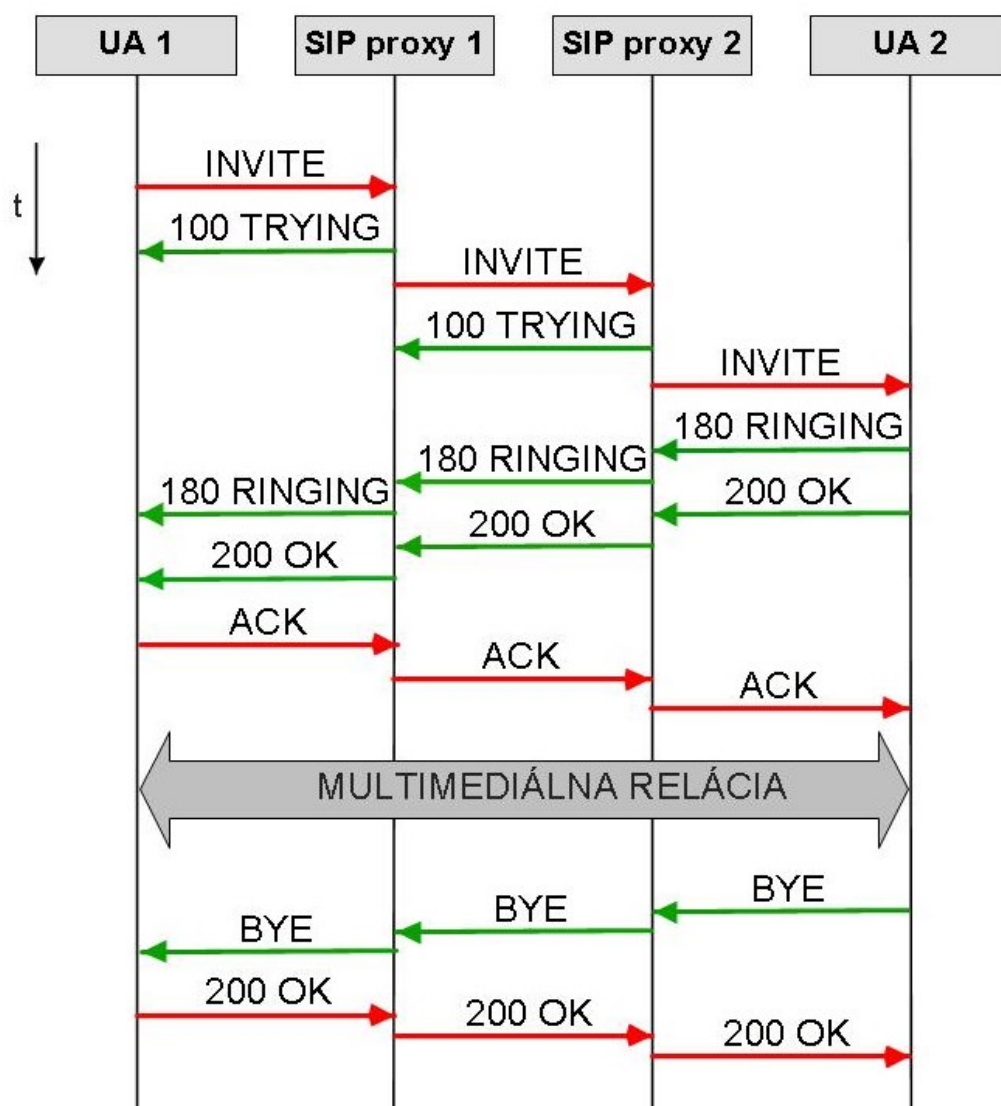 UA 1
SIP proxy 1
SIP proxy 2
UA 2
t
INVITE
100 TRYING
INVITE
100 TRYING
INVITE
180 RINGING
180 RINGING
180 RINGING
200 OK
200 OK
200 OK
ACK
ACK
ACK
MULTIMEDIÁLNA RELÁCIA
BYE
BYE
BYE
200 OK
200 OK
200 OK